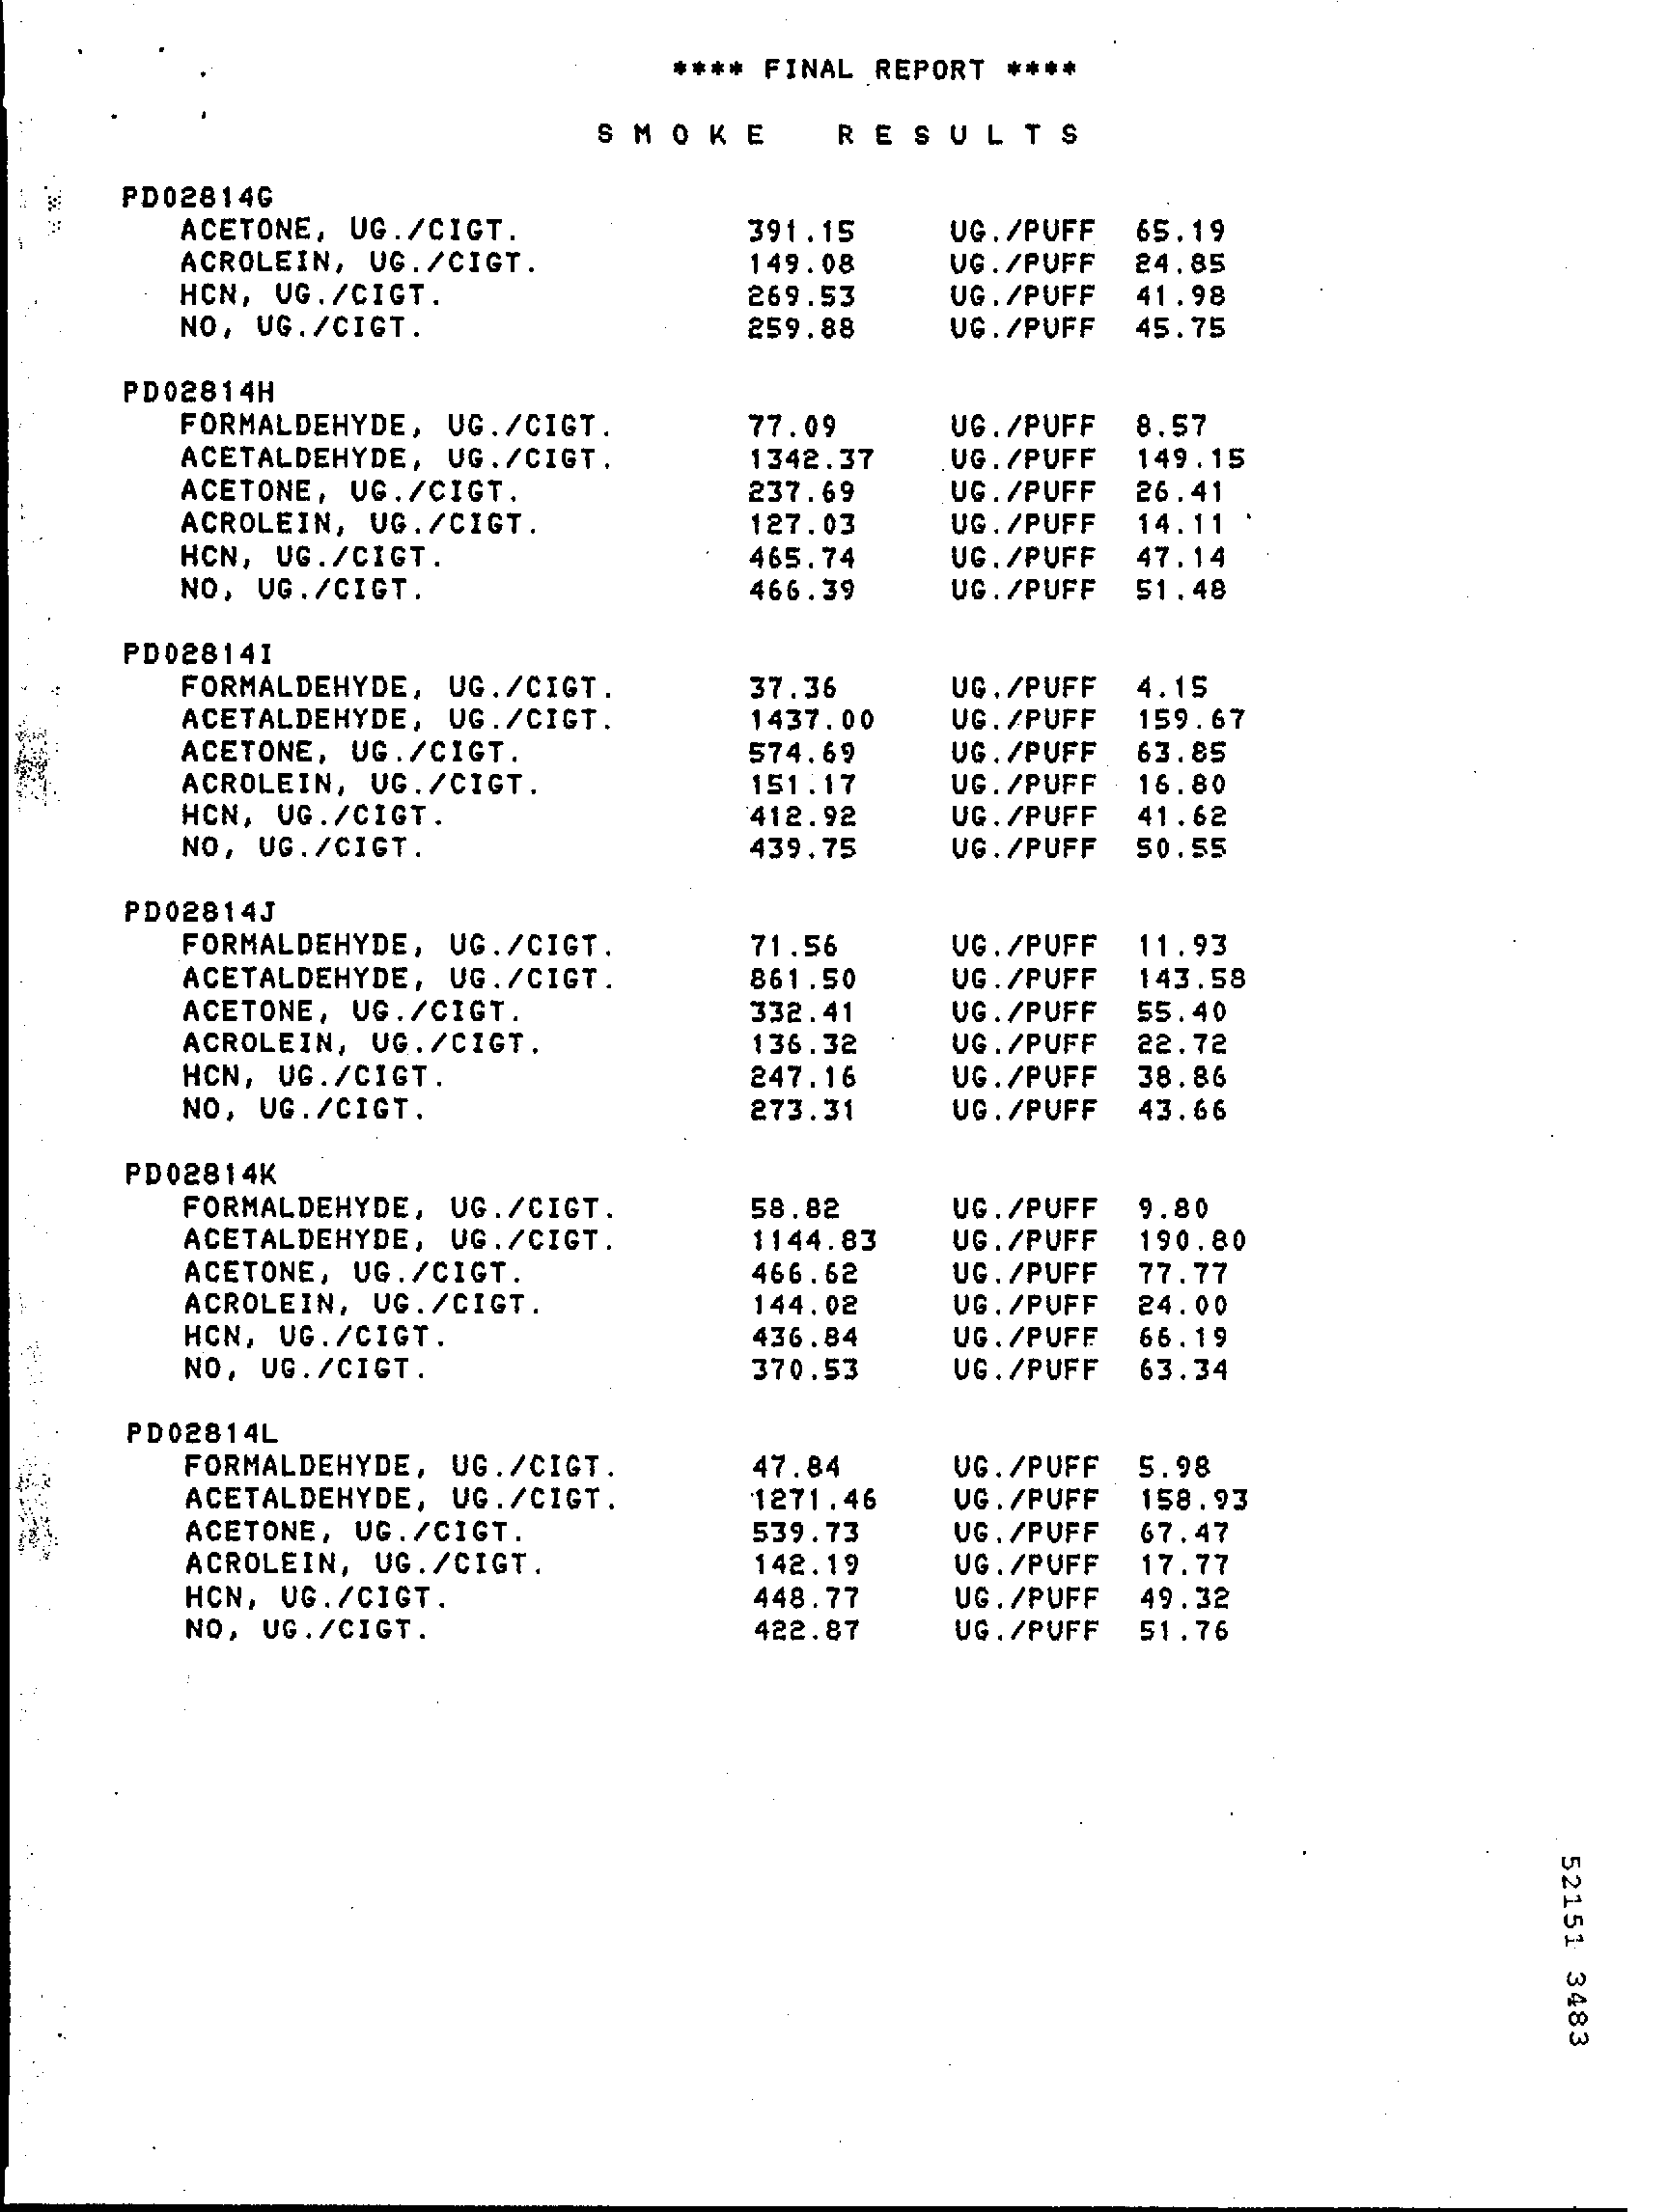 **** FINAL REPORT ****
S M O K E   R E S U L T S
PD02814G
ACETONE, UG./CIGT. 391.15 UG./PUFF 65.19
ACROLEIN, UG./CIGT. 149.08 UG./PUFF 24.85
HCN, UG./CIGT. 269.53 UG./PUFF 41.98
NO, UG./CIGT. 259.88 UG./PUFF 45.75
PD02814H
FORMALDEHYDE, UG./CIGT. 77.09 UG./PUFF 8.57
ACETALDEHYDE, UG./CIGT. 1342.37 UG./PUFF 149.15
ACETONE, UG./CIGT. 237.69 UG./PUFF 26.41
ACROLEIN, UG./CIGT. 127.03 UG./PUFF 14.11
HCN, UG./CIGT. 465.74 UG./PUFF 47.14
NO, UG./CIGT. 466.39 UG./PUFF 51.48
PD02814I
FORMALDEHYDE, UG./CIGT. 37.36 UG./PUFF 4.15
ACETALDEHYDE, UG./CIGT. 1437.00 UG./PUFF 159.67
ACETONE, UG./CIGT. 574.69 UG./PUFF 63.85
ACROLEIN, UG./CIGT. 151.17 UG./PUFF 16.80
HCN, UG./CIGT. 412.92 UG./PUFF 41.62
NO, UG./CIGT. 439.75 UG./PUFF 50.55
PD02814J
FORMALDEHYDE, UG./CIGT. 71.56 UG./PUFF 11.93
ACETALDEHYDE, UG./CIGT. 861.50 UG./PUFF 143.58
ACETONE, UG./CIGT. 332.41 UG./PUFF 55.40
ACROLEIN, UG./CIGT. 136.32 UG./PUFF 22.72
HCN, UG./CIGT. 247.16 UG./PUFF 38.86
NO, UG./CIGT. 273.31 UG./PUFF 43.66
PD02814K
FORMALDEHYDE, UG./CIGT. 58.82 UG./PUFF 9.80
ACETALDEHYDE, UG./CIGT. 1144.83 UG./PUFF 190.80
ACETONE, UG./CIGT. 466.62 UG./PUFF 77.77
ACROLEIN, UG./CIGT. 144.02 UG./PUFF 24.00
HCN, UG./CIGT. 436.84 UG./PUFF 66.19
NO, UG./CIGT. 370.53 UG./PUFF 63.34
PD02814L
FORMALDEHYDE, UG./CIGT. 47.84 UG./PUFF 5.98
ACETALDEHYDE, UG./CIGT. 1271.46 UG./PUFF 158.93
ACETONE, UG./CIGT. 539.73 UG./PUFF 67.47
ACROLEIN, UG./CIGT. 142.19 UG./PUFF 17.77
HCN, UG./CIGT. 448.77 UG./PUFF 49.32
NO, UG./CIGT. 422.87 UG./PUFF 51.76
52151 3483